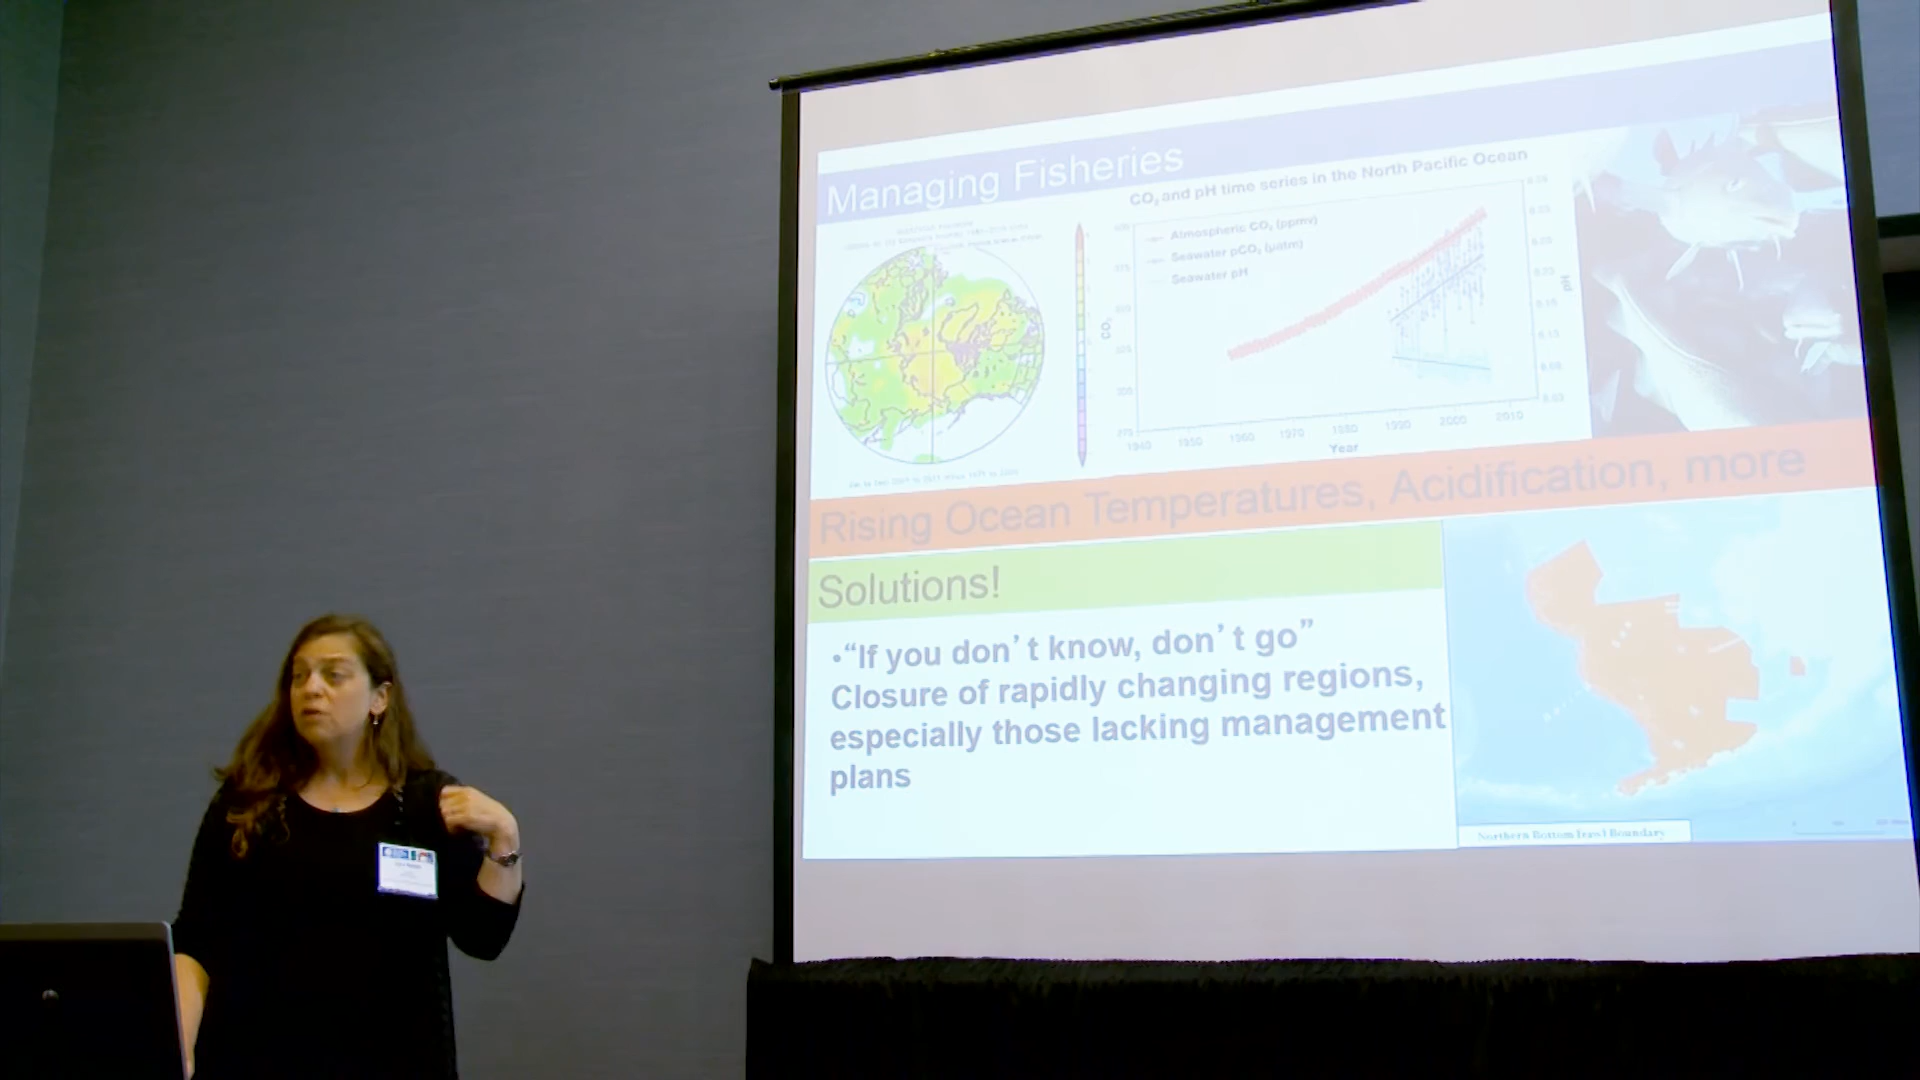 Managing Fisheries
CO₂ and pH time series in the North Pacific Ocean
Atmospheric CO₂ (ppmv)
Seawater pCO₂ (μatm)
Seawater pH
CO₂
pH
275
1940 1950 1960 1970 1980 1990 2000 2010
Year
Rising Ocean Temperatures, Acidification, more
Solutions!
•“If you don’t know, don’t go”
Closure of rapidly changing regions,
especially those lacking management
plans
Northern Bottom Trawl Boundary